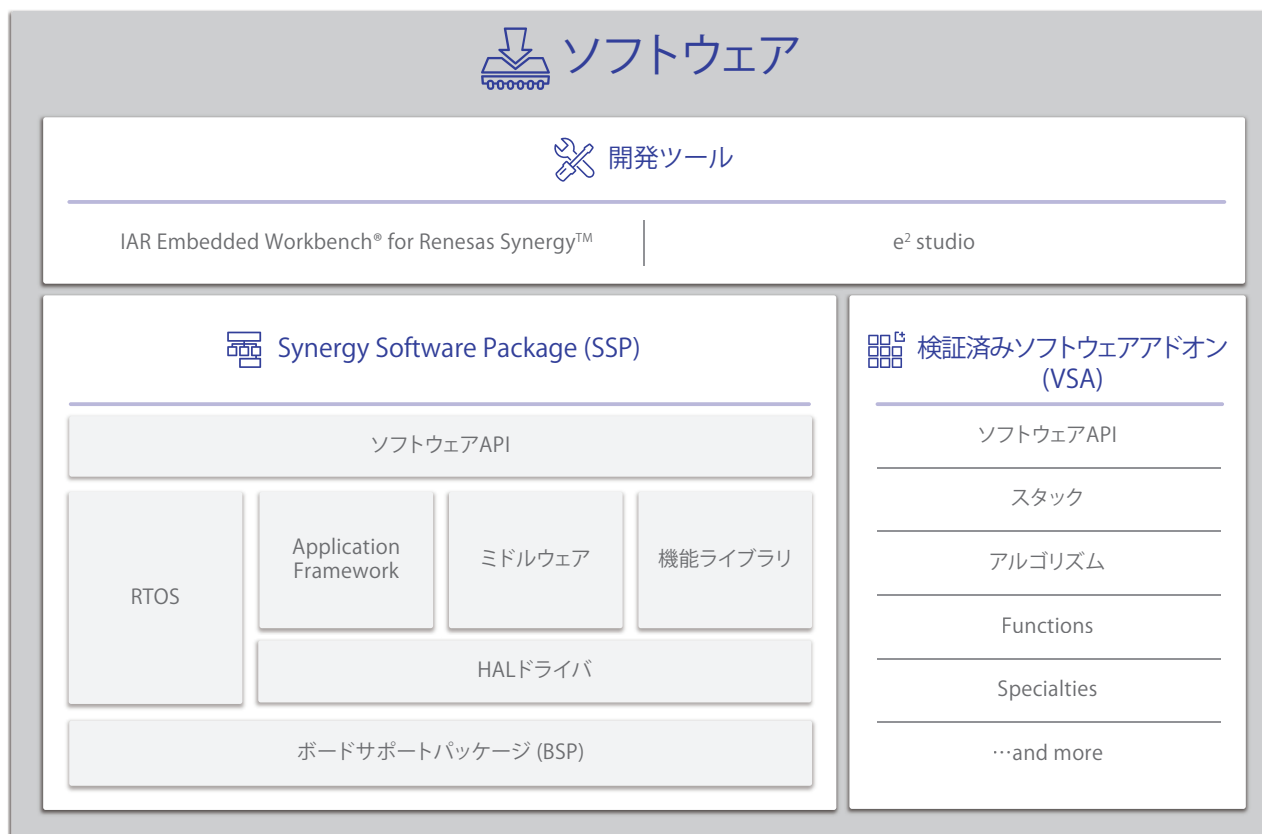 ソフトウェア
開発ツール
IAR Embedded Workbench® for Renesas Synergy™
e² studio
Synergy Software Package (SSP)
ソフトウェアAPI
RTOS
Application
Framework
ミドルウェア
機能ライブラリ
HALドライバ
ボードサポートパッケージ (BSP)
検証済みソフトウェアアドオン
(VSA)
ソフトウェアAPI
スタック
アルゴリズム
Functions
Specialties
…and more